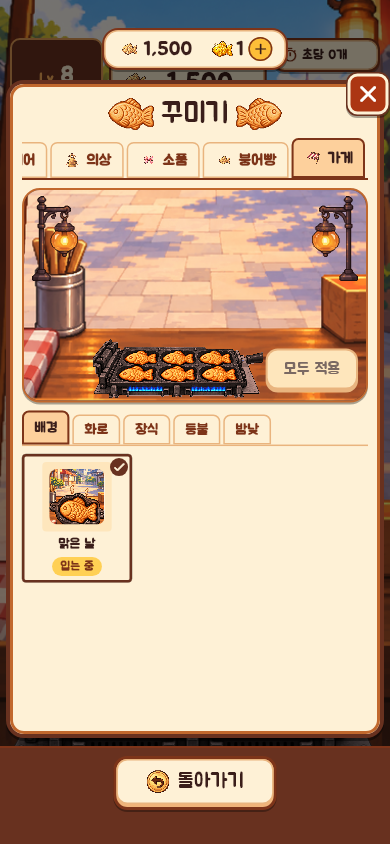 1,500
1
초당 0개
Lv 8
1,500
꾸미기
어
의상
소품
붕어빵
가게
모두 적용
배경
화로
장식
등불
밤낮
맑은 날
입는 중
돌아가기